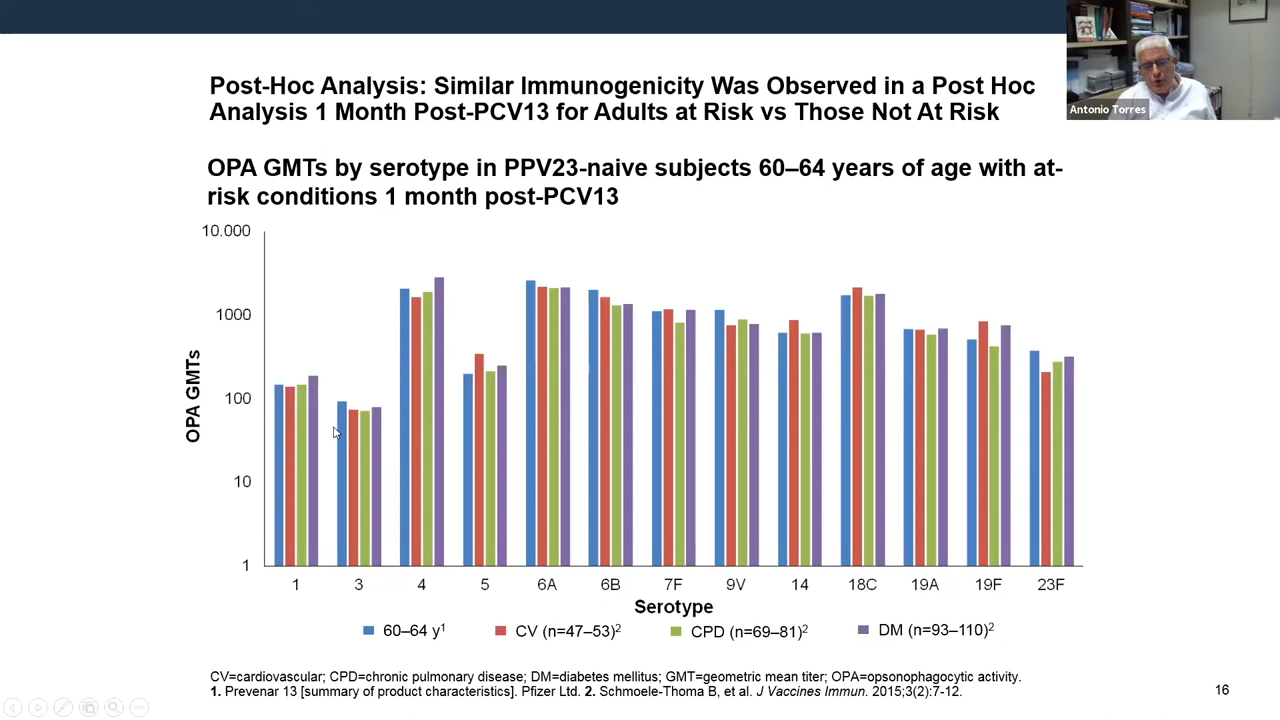 Antonio Torres
Post-Hoc Analysis: Similar Immunogenicity Was Observed in a Post Hoc
Analysis 1 Month Post-PCV13 for Adults at Risk vs Those Not At Risk
OPA GMTs by serotype in PPV23-naive subjects 60–64 years of age with at-
risk conditions 1 month post-PCV13
10.000
1000
100
10
1
OPA GMTs
1 3 4 5 6A 6B 7F 9V 14 18C 19A 19F 23F
Serotype
60–64 y¹ CV (n=47–53)² CPD (n=69–81)² DM (n=93–110)²
CV=cardiovascular; CPD=chronic pulmonary disease; DM=diabetes mellitus; GMT=geometric mean titer; OPA=opsonophagocytic activity.
1. Prevenar 13 [summary of product characteristics]. Pfizer Ltd. 2. Schmoele-Thoma B, et al. J Vaccines Immun. 2015;3(2):7-12.
16